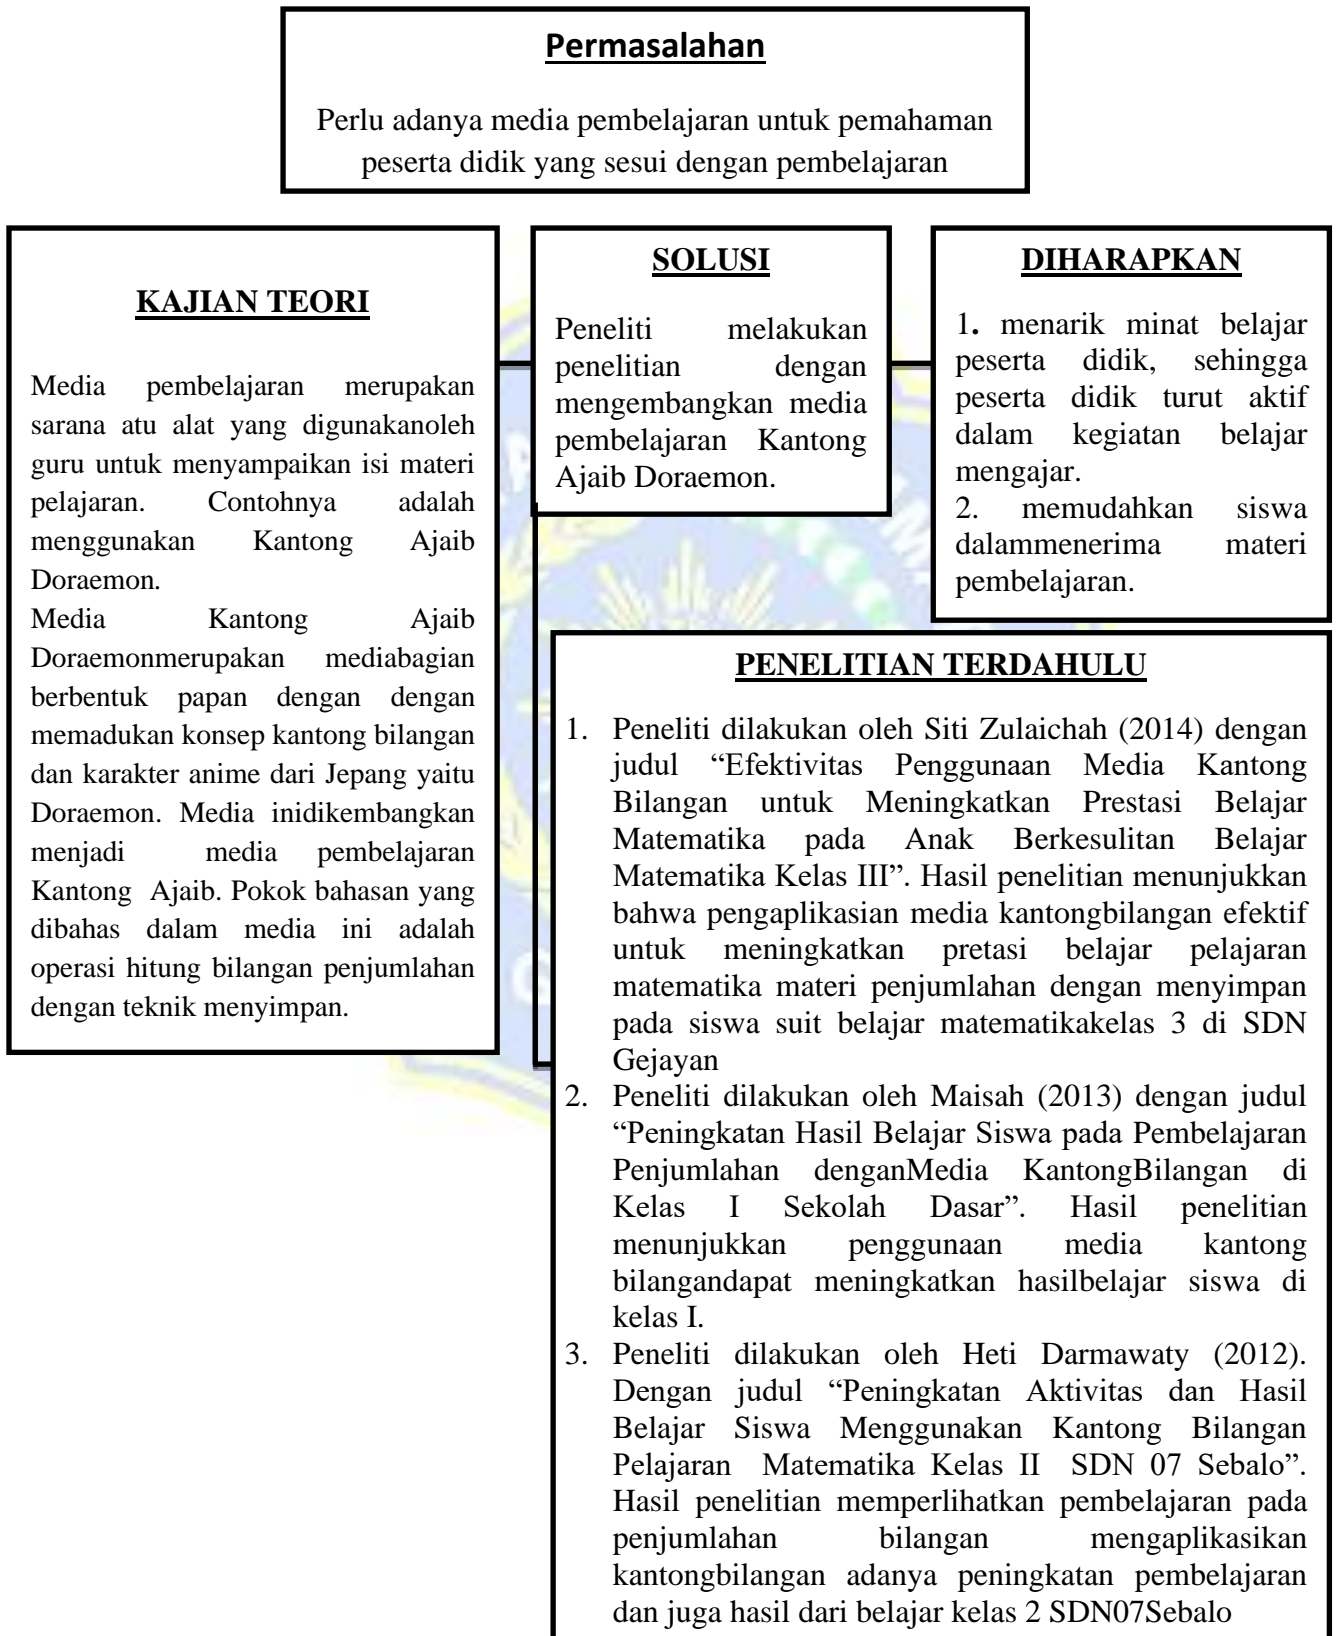 Permasalahan
Perlu adanya media pembelajaran untuk pemahaman
peserta didik yang sesui dengan pembelajaran
KAJIAN TEORI
Media pembelajaran merupakan
sarana atu alat yang digunakanoleh
guru untuk menyampaikan isi materi
pelajaran. Contohnya adalah
menggunakan Kantong Ajaib
Doraemon.
Media Kantong Ajaib
Doraemonmerupakan mediabagian
berbentuk papan dengan dengan
memadukan konsep kantong bilangan
dan karakter anime dari Jepang yaitu
Doraemon. Media inidikembangkan
menjadi media pembelajaran
Kantong Ajaib. Pokok bahasan yang
dibahas dalam media ini adalah
operasi hitung bilangan penjumlahan
dengan teknik menyimpan.
SOLUSI
Peneliti melakukan
penelitian dengan
mengembangkan media
pembelajaran Kantong
Ajaib Doraemon.
DIHARAPKAN
1. menarik minat belajar
peserta didik, sehingga
peserta didik turut aktif
dalam kegiatan belajar
mengajar.
2. memudahkan siswa
dalammenerima materi
pembelajaran.
PENELITIAN TERDAHULU
1. Peneliti dilakukan oleh Siti Zulaichah (2014) dengan
judul “Efektivitas Penggunaan Media Kantong
Bilangan untuk Meningkatkan Prestasi Belajar
Matematika pada Anak Berkesulitan Belajar
Matematika Kelas III”. Hasil penelitian menunjukkan
bahwa pengaplikasian media kantongbilangan efektif
untuk meningkatkan pretasi belajar pelajaran
matematika materi penjumlahan dengan menyimpan
pada siswa suit belajar matematikakelas 3 di SDN
Gejayan
2. Peneliti dilakukan oleh Maisah (2013) dengan judul
“Peningkatan Hasil Belajar Siswa pada Pembelajaran
Penjumlahan denganMedia KantongBilangan di
Kelas I Sekolah Dasar”. Hasil penelitian
menunjukkan penggunaan media kantong
bilangandapat meningkatkan hasilbelajar siswa di
kelas I.
3. Peneliti dilakukan oleh Heti Darmawaty (2012).
Dengan judul “Peningkatan Aktivitas dan Hasil
Belajar Siswa Menggunakan Kantong Bilangan
Pelajaran Matematika Kelas II SDN 07 Sebalo”.
Hasil penelitian memperlihatkan pembelajaran pada
penjumlahan bilangan mengaplikasikan
kantongbilangan adanya peningkatan pembelajaran
dan juga hasil dari belajar kelas 2 SDN07Sebalo